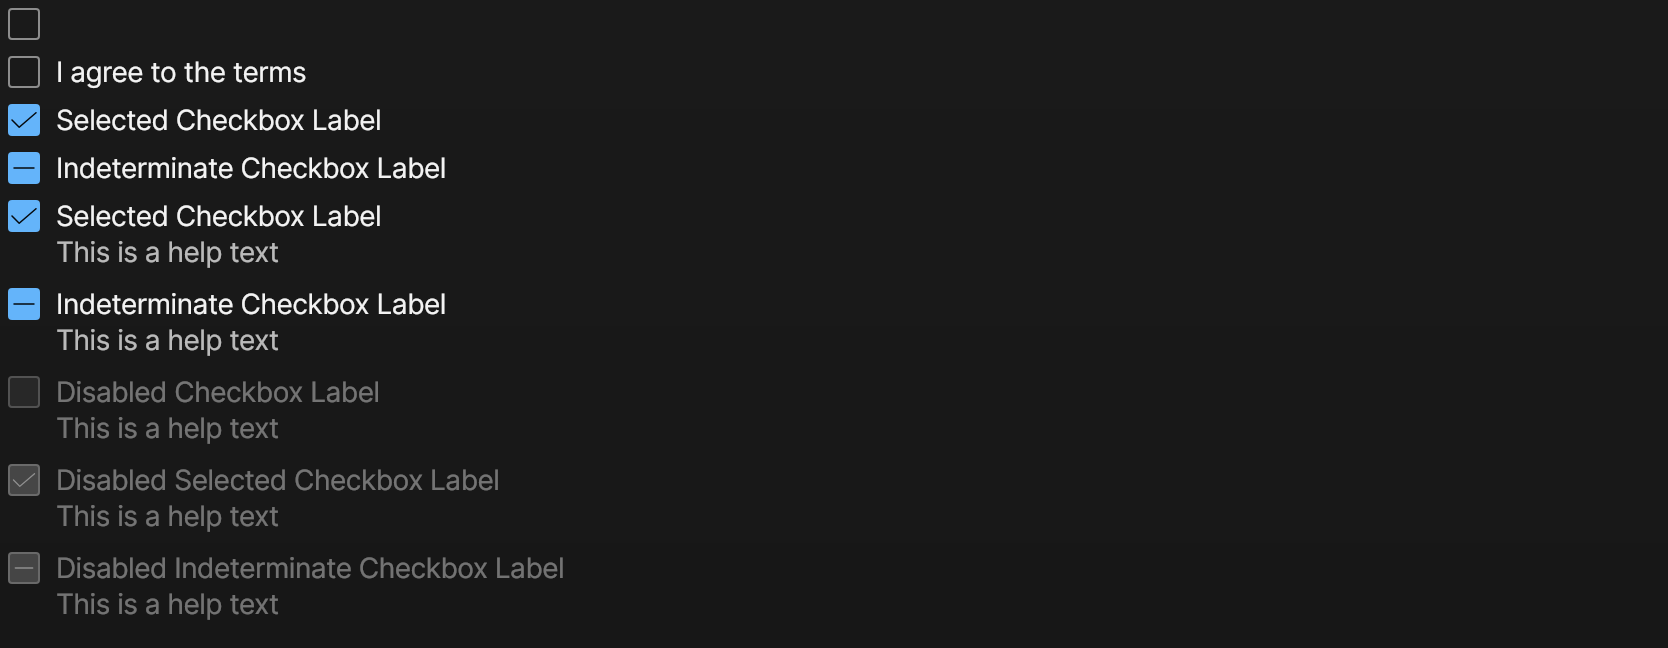 I agree to the terms
Selected Checkbox Label
Indeterminate Checkbox Label
Selected Checkbox Label
This is a help text
Indeterminate Checkbox Label
This is a help text
Disabled Checkbox Label
This is a help text
Disabled Selected Checkbox Label
This is a help text
Disabled Indeterminate Checkbox Label
This is a help text